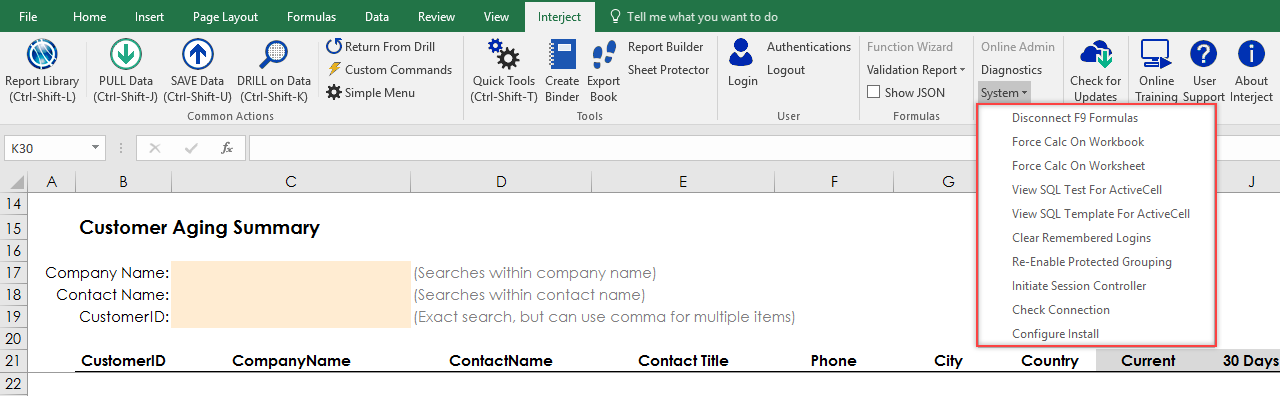 File Home Insert Page Layout Formulas Data Review View Interject Tell me what you want to do
Report Library (Ctrl-Shift-L)
PULL Data (Ctrl-Shift-J)
SAVE Data (Ctrl-Shift-U)
DRILL on Data (Ctrl-Shift-K)
Return From Drill
Custom Commands
Simple Menu
Common Actions
Quick Tools (Ctrl-Shift-T)
Create Binder
Export Book
Report Builder
Sheet Protector
Tools
Login
Authentications
Logout
User
Function Wizard
Validation Report
Show JSON
Formulas
Online Admin
Diagnostics
System
Check for Updates
Online Training
User Support
About Interject
Disconnect F9 Formulas
Force Calc On Workbook
Force Calc On Worksheet
View SQL Test For ActiveCell
View SQL Template For ActiveCell
Clear Remembered Logins
Re-Enable Protected Grouping
Initiate Session Controller
Check Connection
Configure Install
K30 fx
A B C D E F G J
14
15 Customer Aging Summary
16
17 Company Name: (Searches within company name)
18 Contact Name: (Searches within contact name)
19 CustomerID: (Exact search, but can use comma for multiple items)
20
21 CustomerID CompanyName ContactName Contact Title Phone City Country Current 30 Days
22